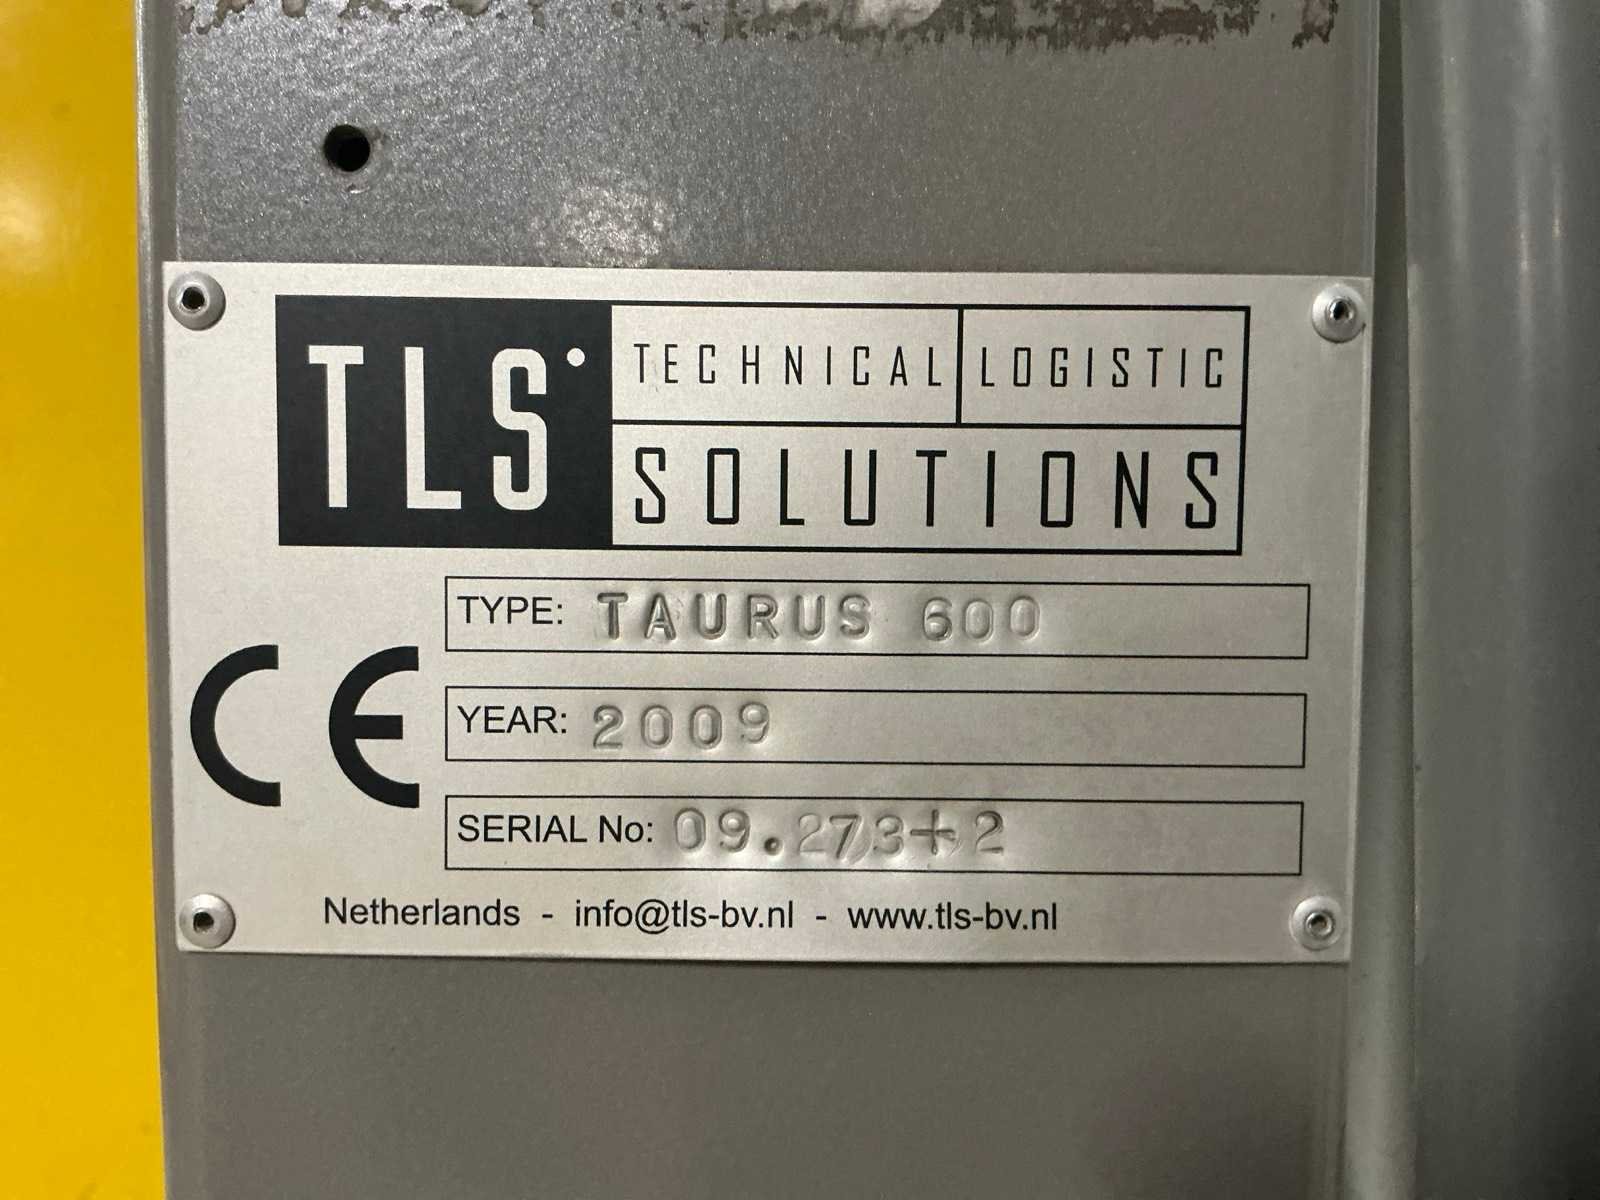 TLS TECHNICAL LOGISTIC
SOLUTIONS
TYPE: TAURUS 600
CE
YEAR: 2009
SERIAL No: 09.273+2
Netherlands - info@tls-bv.nl - www.tls-bv.nl